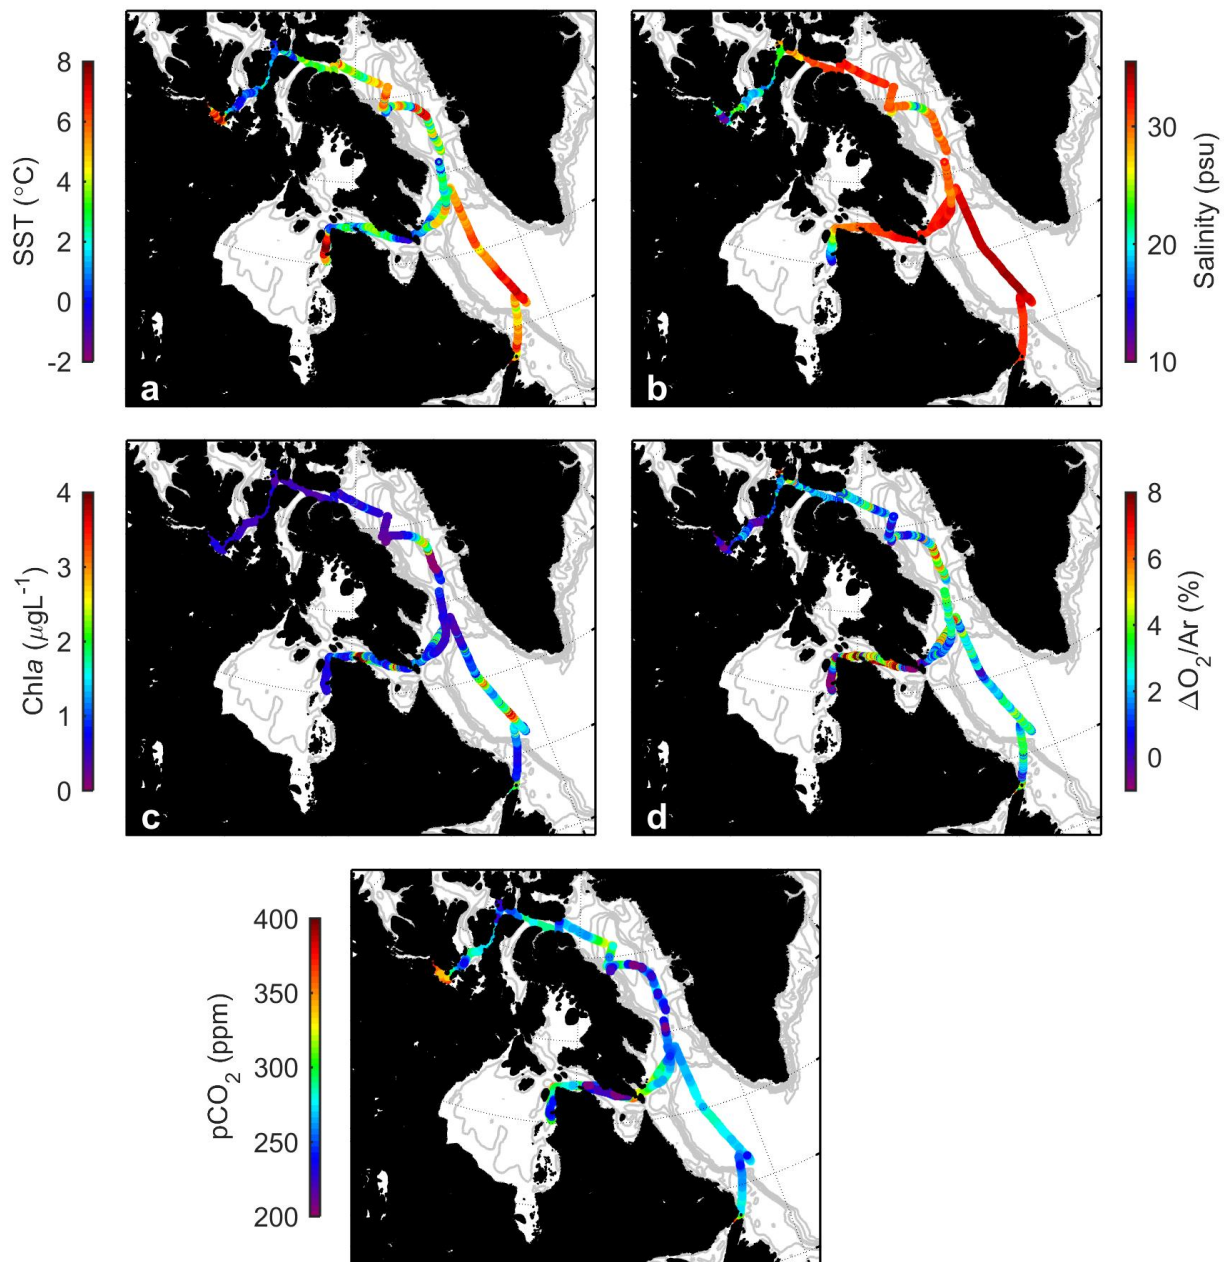 8
6
4
2
0
-2
SST (°C)
a
30
20
10
Salinity (psu)
b
4
3
2
1
0
Chla (μgL⁻¹)
c
8
6
4
2
0
ΔO₂/Ar (%)
d
400
350
300
250
200
pCO₂ (ppm)